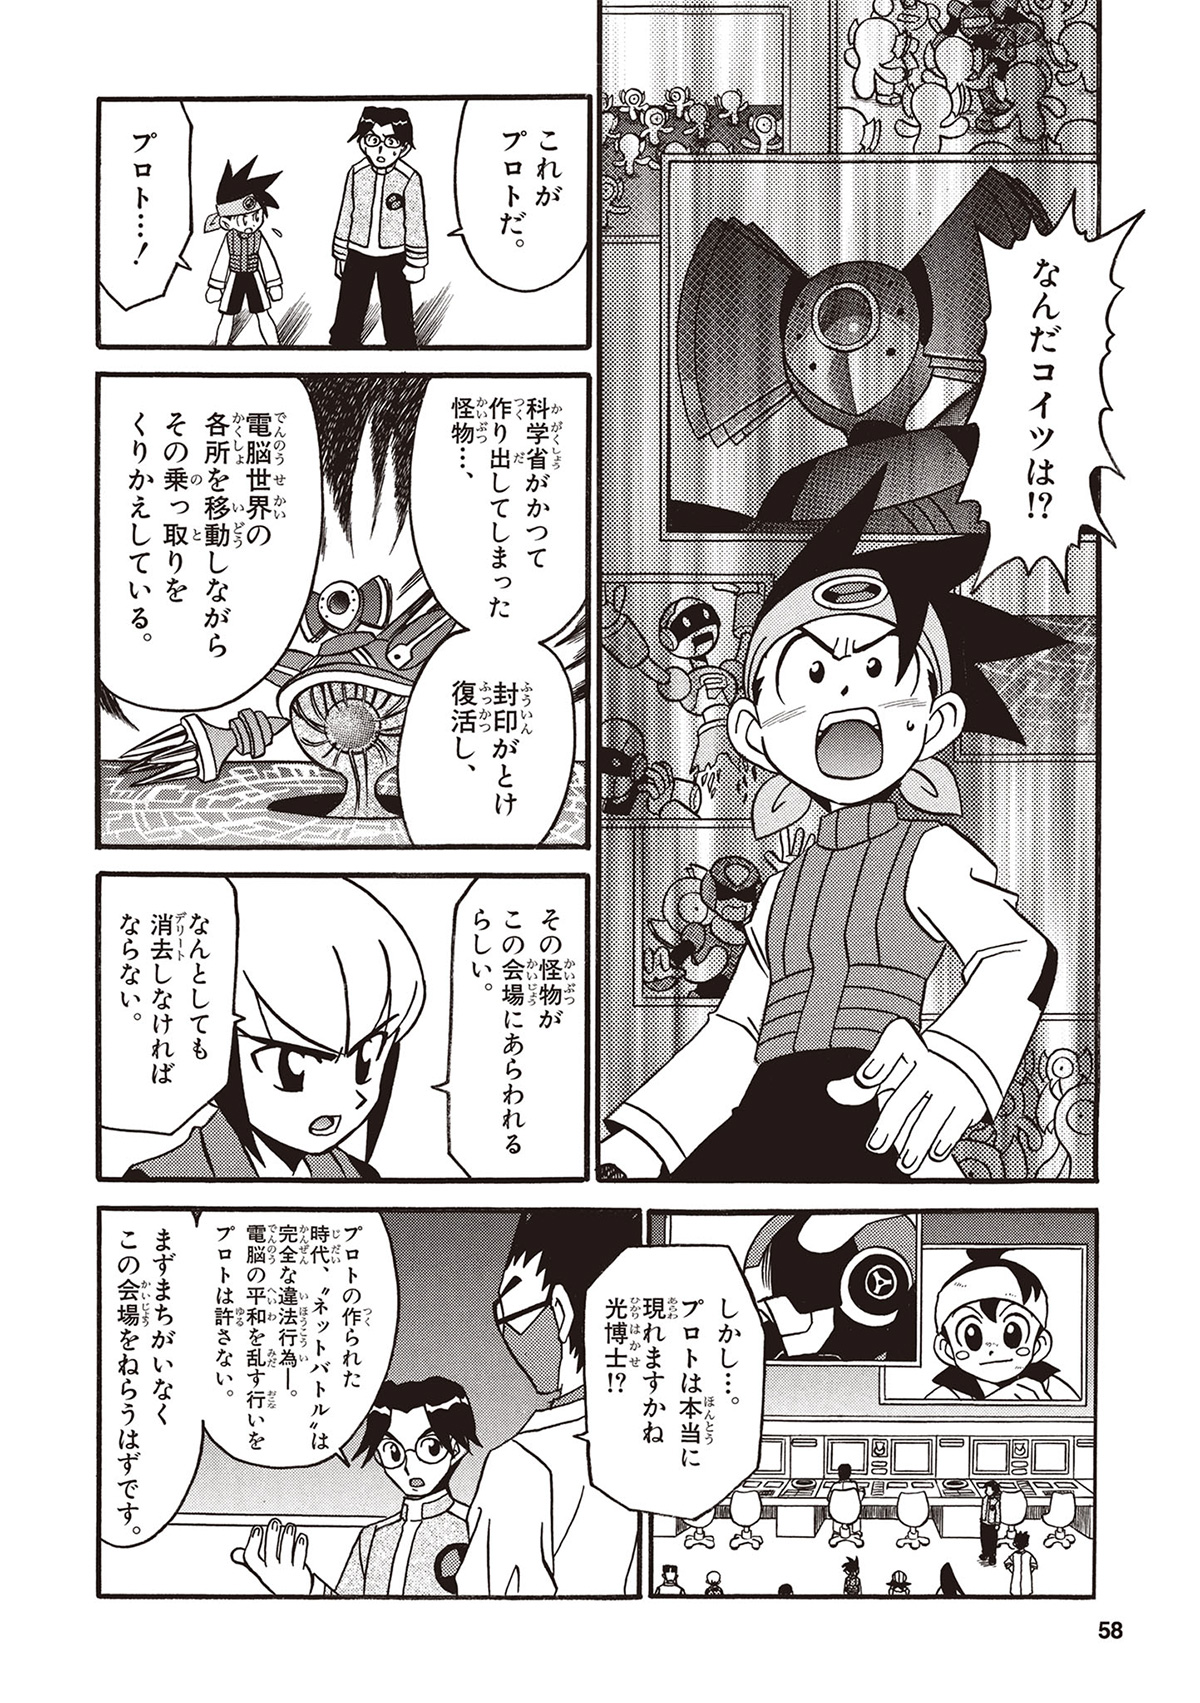 なんだコイツは!?
これが
プロトだ。
プロト…!
科学省がかつて
作り出してしまった
怪物…、
封印がとけ
復活し、
電脳世界の
各所を移動しながら
その乗っ取りを
くりかえしている。
その怪物が
この会場にあらわれる
らしい。
なんとしても
消去しなければ
ならない。
しかし…。
プロトは本当に
現れますかね
光博士!?
プロトの作られた
時代、〝ネットバトル〟は
完全な違法行為―。
電脳の平和を乱す行いを
プロトは許さない。
まずまちがいなく
この会場をねらうはずです。
58